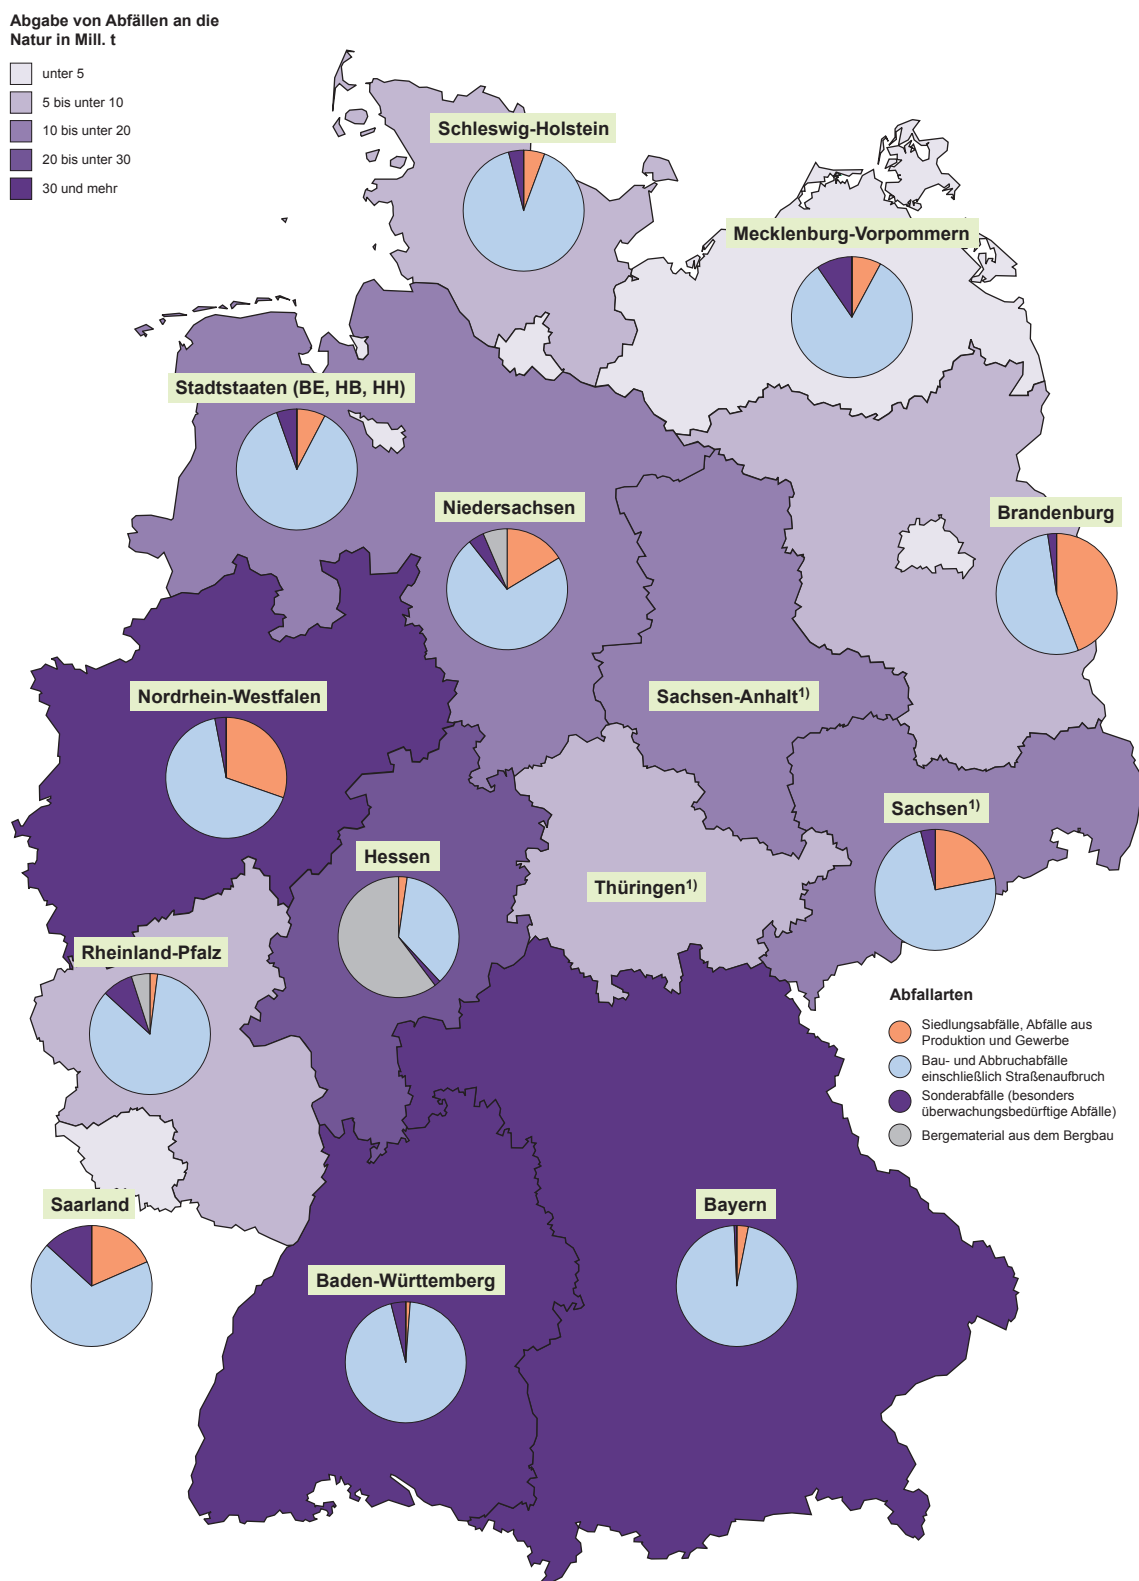 Abgabe von Abfällen an die
Natur in Mill. t
unter 5
5 bis unter 10
10 bis unter 20
20 bis unter 30
30 und mehr
Schleswig-Holstein
Mecklenburg-Vorpommern
Stadtstaaten (BE, HB, HH)
Niedersachsen
Brandenburg
Nordrhein-Westfalen
Sachsen-Anhalt¹⁾
Sachsen¹⁾
Hessen
Thüringen¹⁾
Rheinland-Pfalz
Abfallarten
Siedlungsabfälle, Abfälle aus
Produktion und Gewerbe
Bau- und Abbruchabfälle
einschließlich Straßenaufbruch
Sonderabfälle (besonders
überwachungsbedürftige Abfälle)
Bergematerial aus dem Bergbau
Saarland
Bayern
Baden-Württemberg